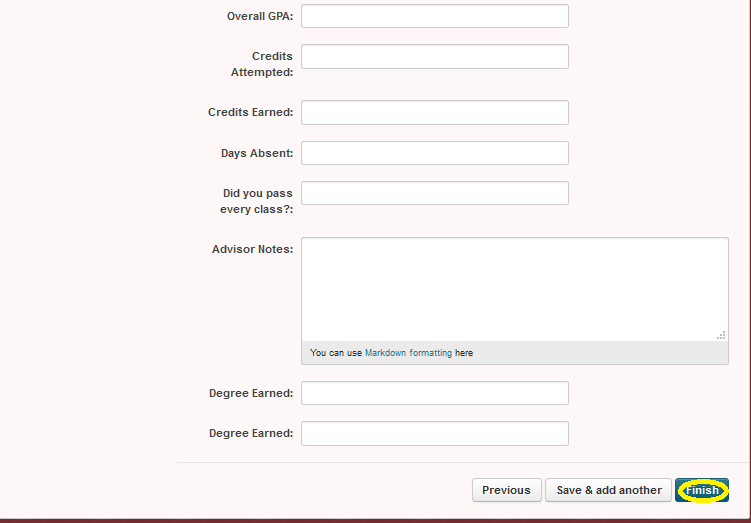 Overall GPA:
Credits
Attempted:
Credits Earned:
Days Absent:
Did you pass
every class?:
Advisor Notes:
You can use Markdown formatting here
Degree Earned:
Degree Earned:
Previous
Save & add another
Finish